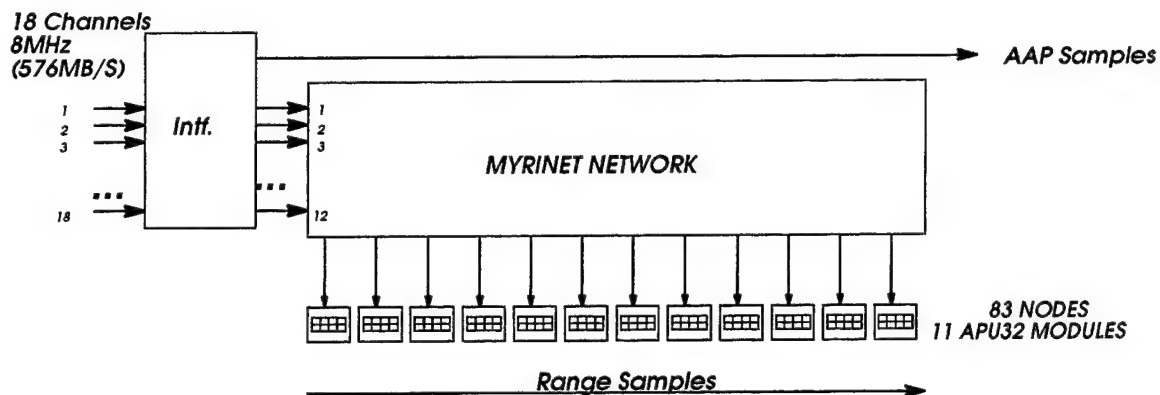 18 Channels
8MHz
(576MB/S)
AAP Samples
1
2
3
18
Intf.
1
2
3
12
MYRINET NETWORK
83 NODES
11 APU32 MODULES
Range Samples